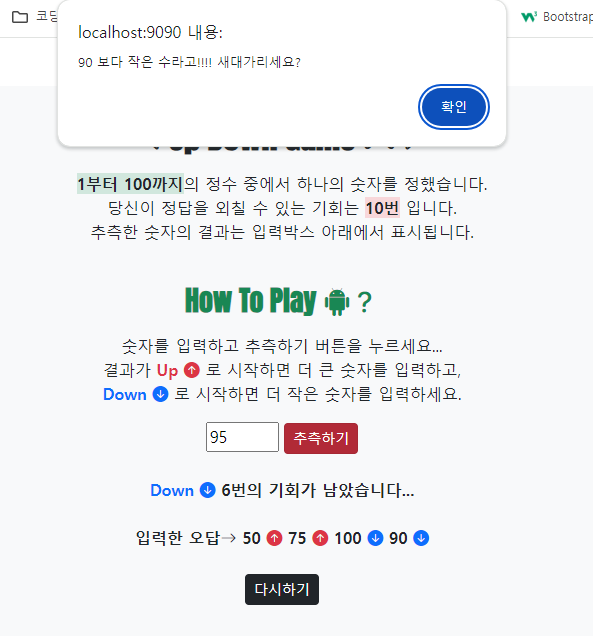 코딩
Bootstrap
localhost:9090 내용:
90 보다 작은 수라고!!!! 새대가리세요?
확인
Up Down Game
1부터 100까지의 정수 중에서 하나의 숫자를 정했습니다.
당신이 정답을 외칠 수 있는 기회는 10번 입니다.
추측한 숫자의 결과는 입력박스 아래에서 표시됩니다.
How To Play ?
숫자를 입력하고 추측하기 버튼을 누르세요...
결과가 Up ↑ 로 시작하면 더 큰 숫자를 입력하고,
Down ↓ 로 시작하면 더 작은 숫자를 입력하세요.
95 추측하기
Down ↓ 6번의 기회가 남았습니다...
입력한 오답→ 50 ↑ 75 ↑ 100 ↓ 90 ↓
다시하기